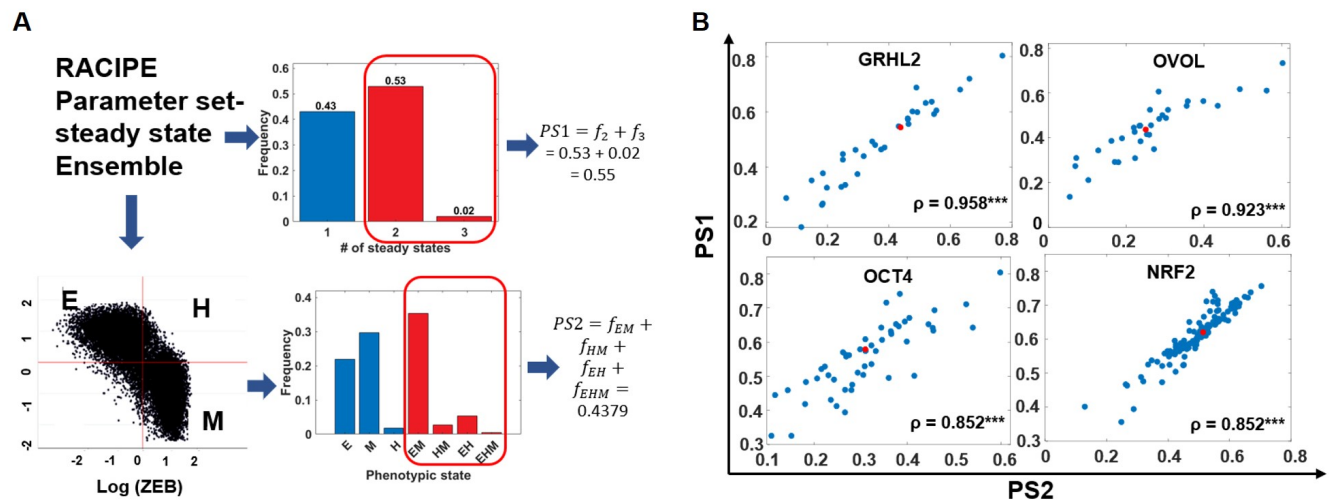 A
RACIPE
Parameter set-
steady state
Ensemble
Frequency
0.6
0.5
0.4
0.3
0.2
0.1
0
0.43
0.53
0.02
1 2 3
# of steady states
PS1 = f2 + f3
= 0.53 + 0.02
= 0.55
E
H
M
2
1
0
-1
-2
-2 -1 0 1 2
Log (ZEB)
Frequency
0.4
0.3
0.2
0.1
0
E M H EM HM EH EHM
Phenotypic state
PS2 = fEM +
fHM +
fEH +
fEHM =
0.4379
B
PS1
GRHL2
0.8
0.6
0.4
0.2
ρ = 0.958***
0 0.2 0.4 0.6 0.8
OVOL
0.8
0.6
0.4
0.2
0
ρ = 0.923***
0 0.2 0.4 0.6
OCT4
0.8
0.7
0.6
0.5
0.4
0.3
ρ = 0.852***
0.1 0.2 0.3 0.4 0.5 0.6
NRF2
0.8
0.7
0.6
0.5
0.4
0.3
ρ = 0.852***
0 0.2 0.4 0.6 0.8
PS2